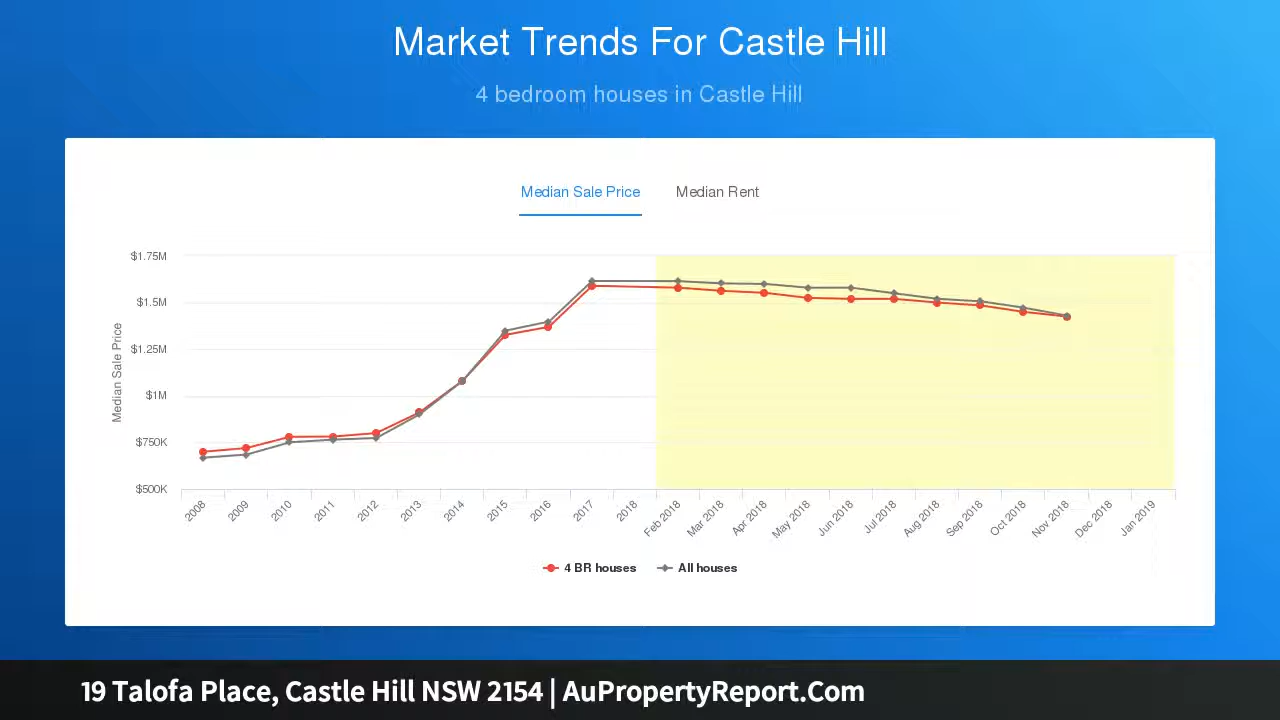 Market Trends For Castle Hill
4 bedroom houses in Castle Hill
Median Sale Price Median Rent
Median Sale Price
$1.75M
$1.5M
$1.25M
$1M
$750K
$500K
2008 2009 2010 2011 2012 2013 2014 2015 2016 2017 2018 Feb 2018 Mar 2018 Apr 2018 May 2018 Jun 2018 Jul 2018 Aug 2018 Sep 2018 Oct 2018 Nov 2018 Dec 2018 Jan 2019
4 BR houses All houses
19 Talofa Place, Castle Hill NSW 2154 | AuPropertyReport.Com